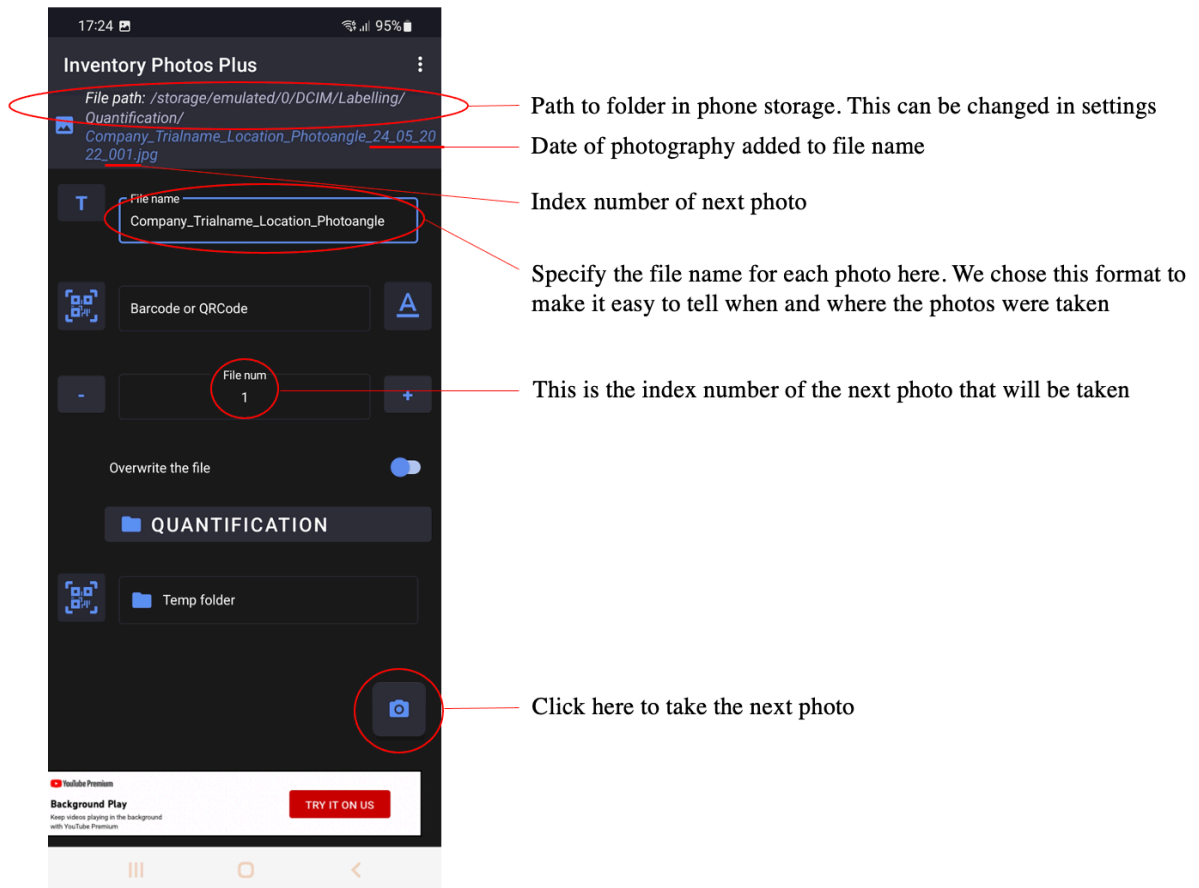 17:24 95%
Inventory Photos Plus
File path: /storage/emulated/0/DCIM/Labelling/
Quantification/
Company_Trialname_Location_Photoangle_24_05_20
22_001.jpg
Path to folder in phone storage. This can be changed in settings
Date of photography added to file name
Index number of next photo
T
File name
Company_Trialname_Location_Photoangle
Specify the file name for each photo here. We chose this format to
make it easy to tell when and where the photos were taken
Barcode or QRCode
A
File num
- 1 +
This is the index number of the next photo that will be taken
Overwrite the file
QUANTIFICATION
Temp folder
Click here to take the next photo
YouTube Premium
Background Play
Keep videos playing in the background
with YouTube Premium
TRY IT ON US